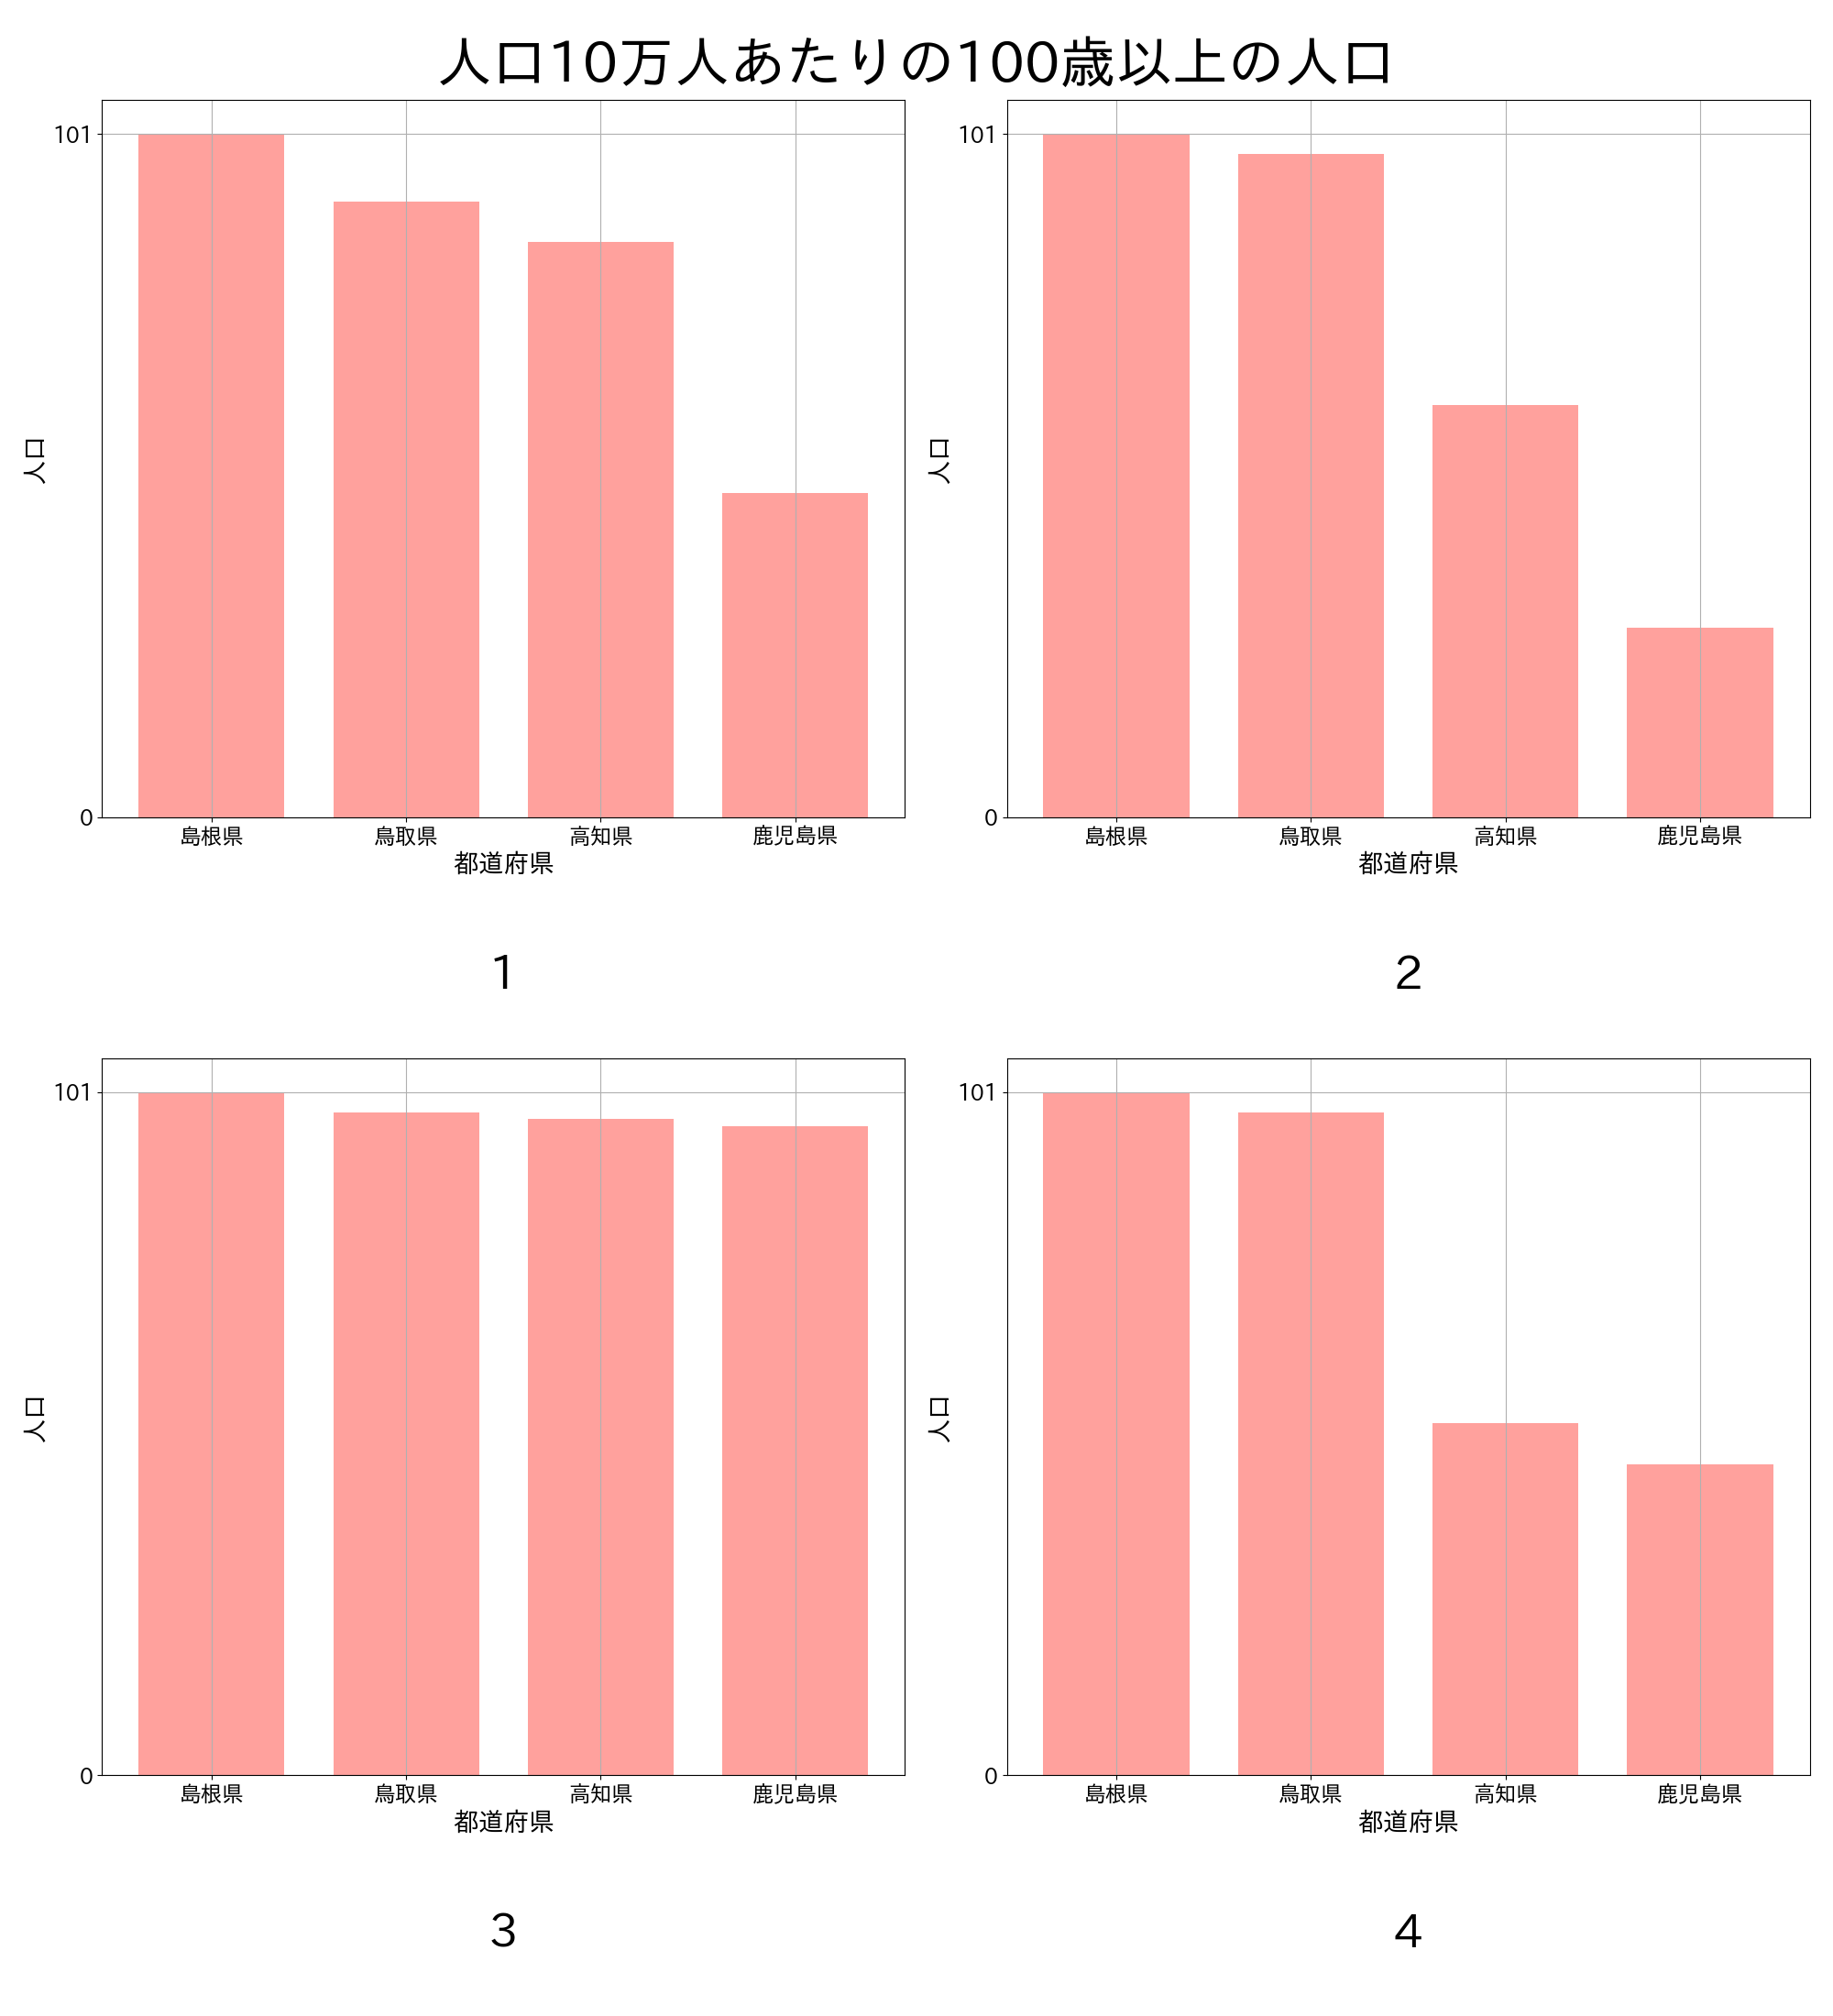 人口10万人あたりの100歳以上の人口
101
人口
0
島根県 鳥取県 高知県 鹿児島県
都道府県
1
101
人口
0
島根県 鳥取県 高知県 鹿児島県
都道府県
2
101
人口
0
島根県 鳥取県 高知県 鹿児島県
都道府県
3
101
人口
0
島根県 鳥取県 高知県 鹿児島県
都道府県
4